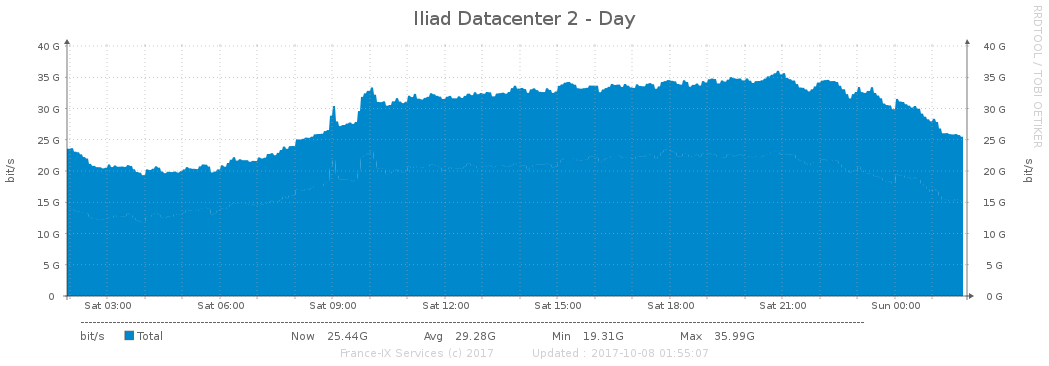 Iliad Datacenter 2 - Day
RRDTOOL / TOBI OETIKER
40 G 40 G
35 G 35 G
30 G 30 G
25 G 25 G
20 G 20 G
15 G 15 G
10 G 10 G
5 G 5 G
0 0 G
bit/s bit/s
Sat 03:00 Sat 06:00 Sat 09:00 Sat 12:00 Sat 15:00 Sat 18:00 Sat 21:00 Sun 00:00
bit/s Total Now 25.44G Avg 29.28G Min 19.31G Max 35.99G
France-IX Services (c) 2017 Updated : 2017-10-08 01:55:07